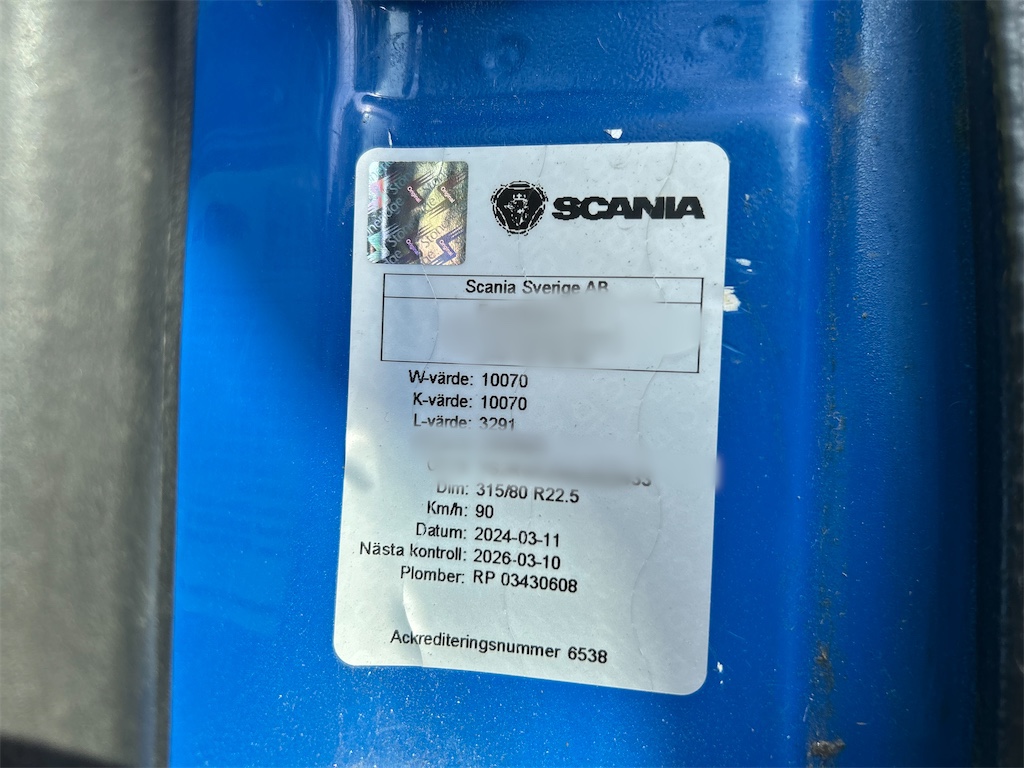 SCANIA
Scania Sverige AB
W-värde: 10070
K-värde: 10070
L-värde: 3291
Dim: 315/80 R22.5
Km/h: 90
Datum: 2024-03-11
Nästa kontroll: 2026-03-10
Plomber: RP 03430608
Ackrediteringsnummer 6538